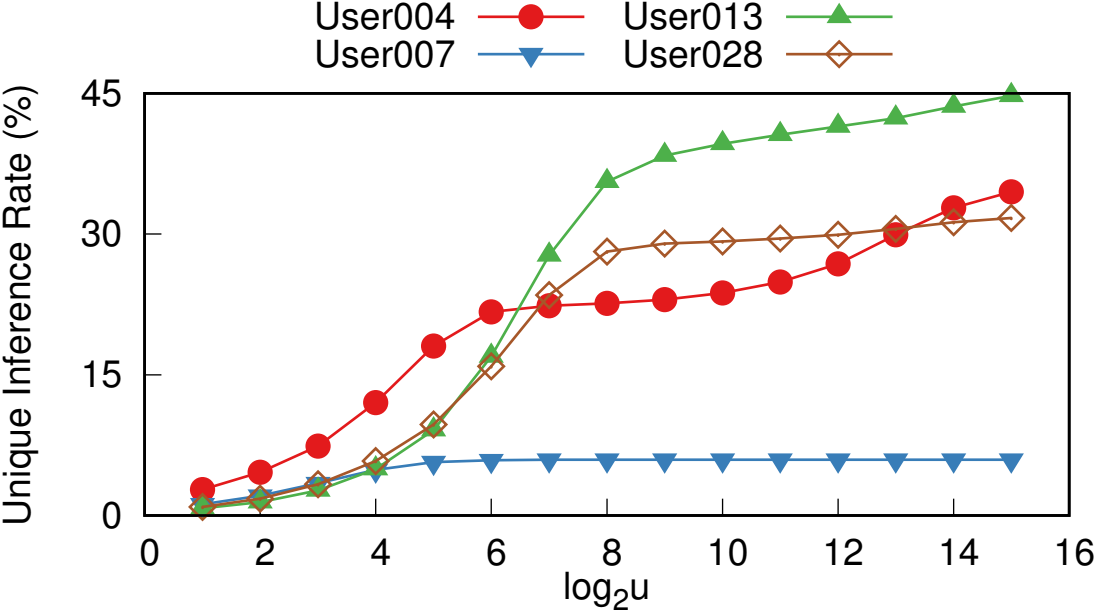 User004 User013
User007 User028
Unique Inference Rate (%)
45
30
15
0
0 2 4 6 8 10 12 14 16
log₂u